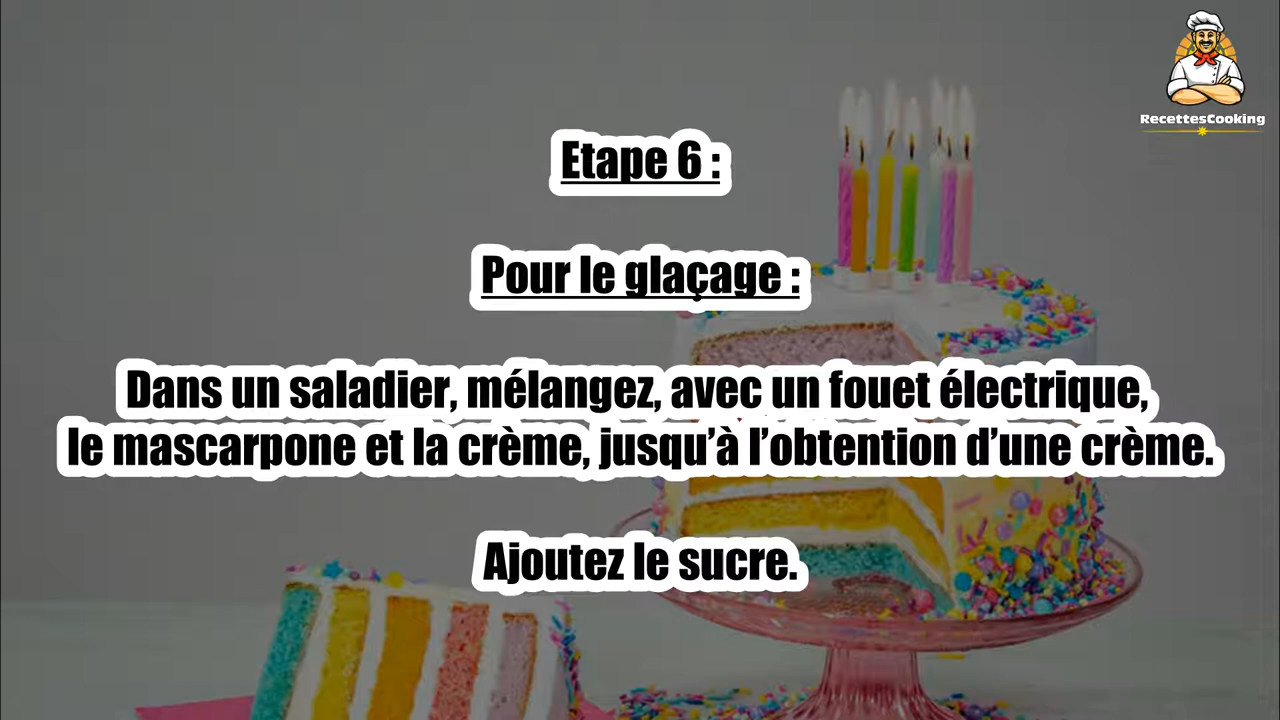 RecettesCooking
Etape 6 :
Pour le glaçage :
Dans un saladier, mélangez, avec un fouet électrique,
le mascarpone et la crème, jusqu’à l’obtention d’une crème.
Ajoutez le sucre.